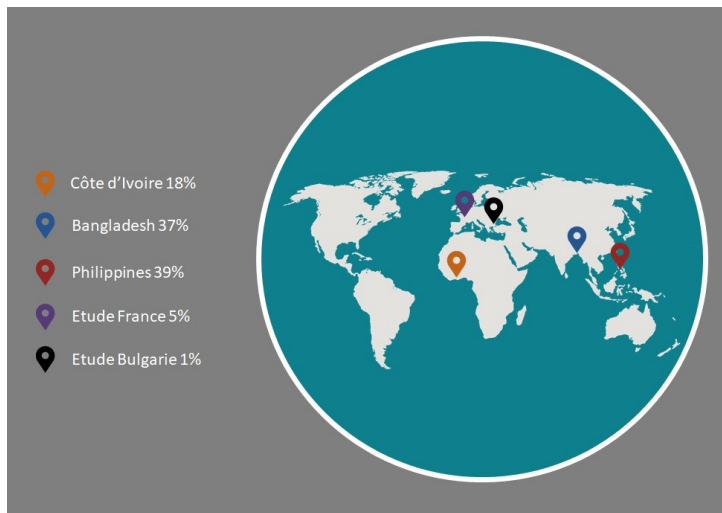 Côte d'Ivoire 18%
Bangladesh 37%
Philippines 39%
Etude France 5%
Etude Bulgarie 1%